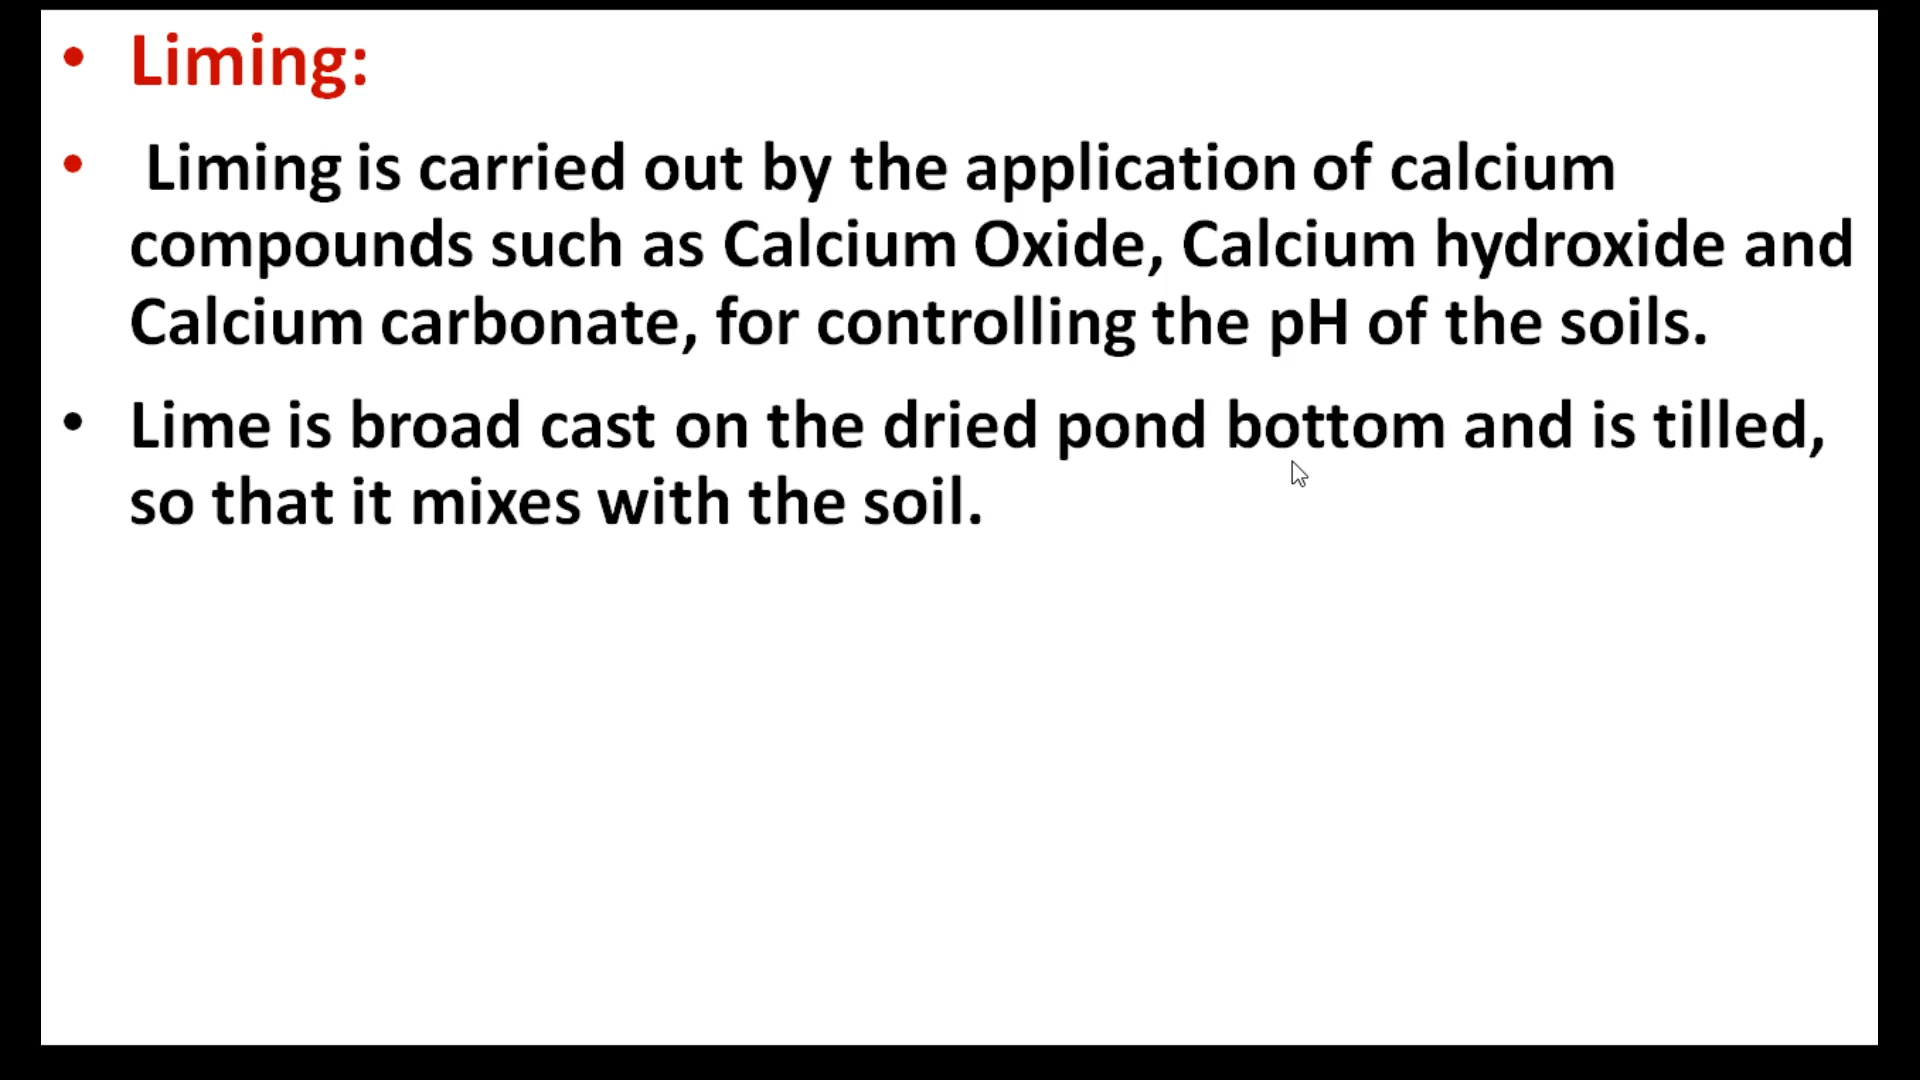 • Liming:
• Liming is carried out by the application of calcium
compounds such as Calcium Oxide, Calcium hydroxide and
Calcium carbonate, for controlling the pH of the soils.
• Lime is broad cast on the dried pond bottom and is tilled,
so that it mixes with the soil.